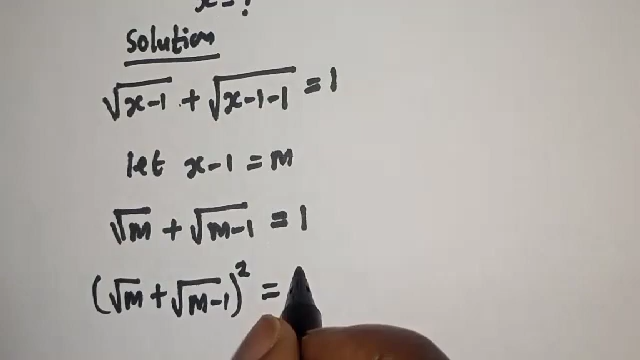 x = ?
Solution
√(x-1) + √(x-1-1) = 1
let x-1 = m
√m + √(m-1) = 1
(√m + √(m-1))² =